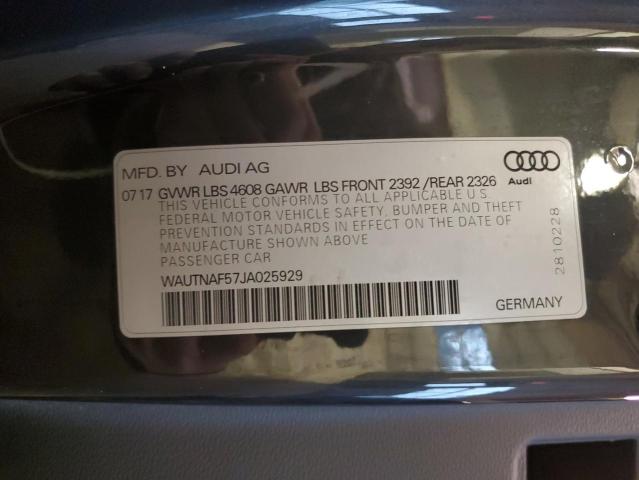 MFD. BY AUDI AG
07 17 GVWR LBS 4608 GAWR LBS FRONT 2392 / REAR 2326
THIS VEHICLE CONFORMS TO ALL APPLICABLE U.S
FEDERAL MOTOR VEHICLE SAFETY, BUMPER AND THEFT
PREVENTION STANDARDS IN EFFECT ON THE DATE OF
MANUFACTURE SHOWN ABOVE
PASSENGER CAR
WAUTNAF57JA025929
Audi
2810228
GERMANY